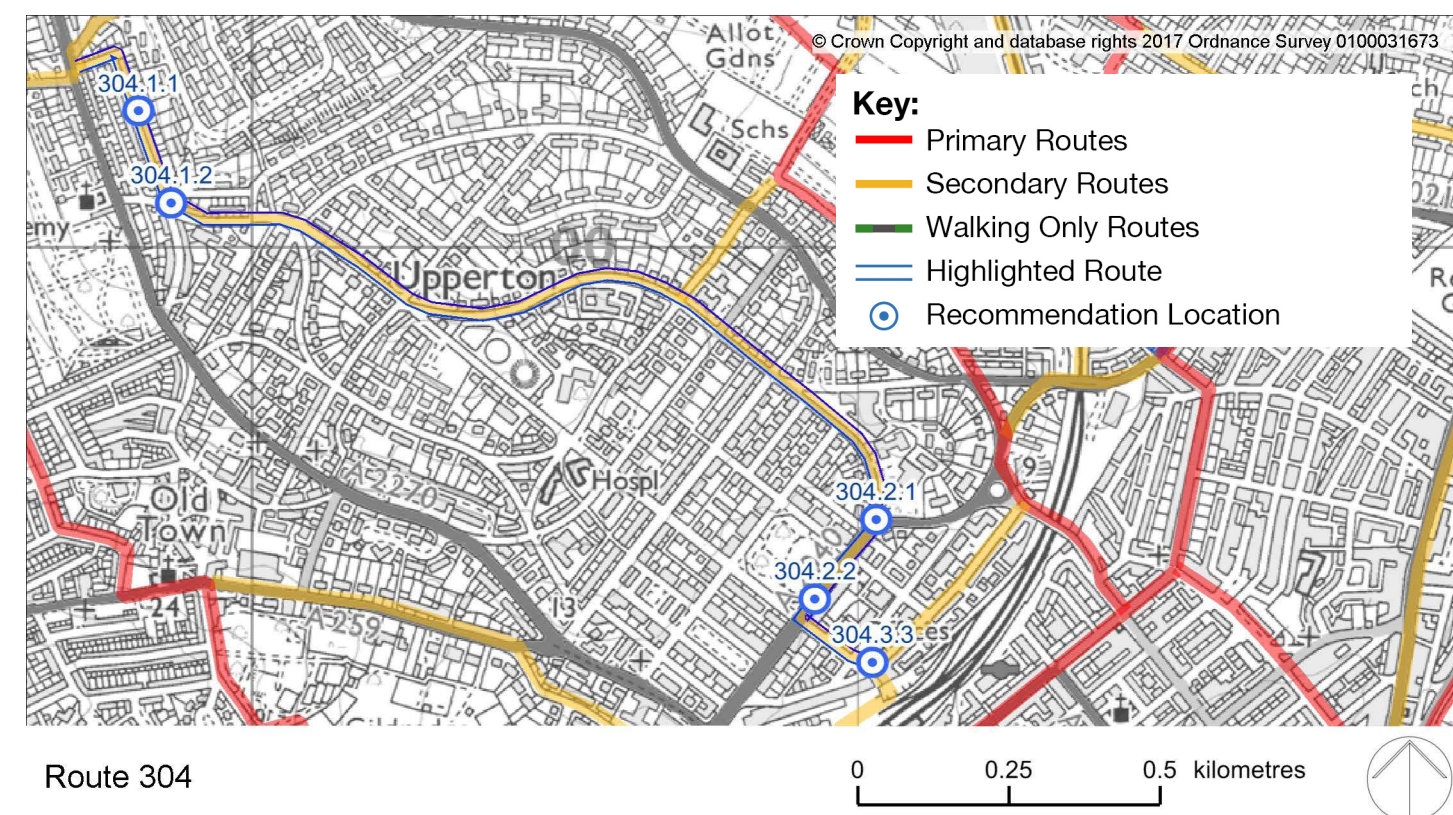 Allot
Gdns
© Crown Copyright and database rights 2017 Ordnance Survey 0100031673
Key:
Primary Routes
Secondary Routes
Walking Only Routes
Highlighted Route
Recommendation Location
Schs
304.1.1
304.1.2
emy
Upperton
Hospl
A 2270
Old
Town
24
A 259
13
9
304.2.1
304.2.2
304.3.3
Route 304
0 0.25 0.5 kilometres